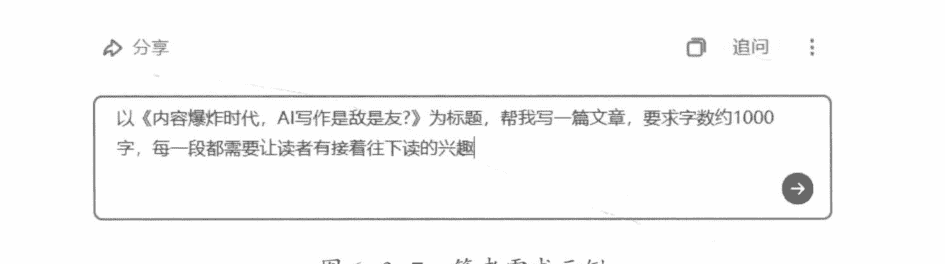 分享 追问
以《内容爆炸时代，AI写作是敌是友?》为标题，帮我写一篇文章，要求字数约1000
字，每一段都需要让读者有接着往下读的兴趣